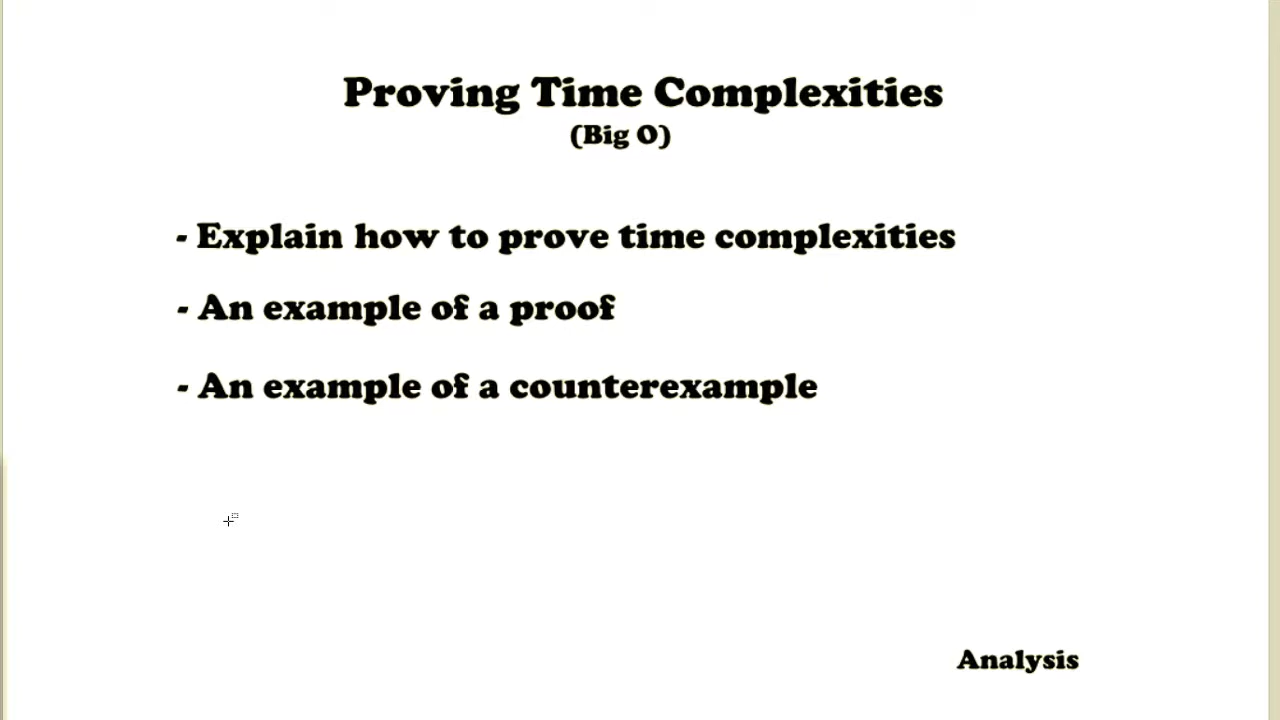 Proving Time Complexities
(Big O)
- Explain how to prove time complexities
- An example of a proof
- An example of a counterexample
Analysis